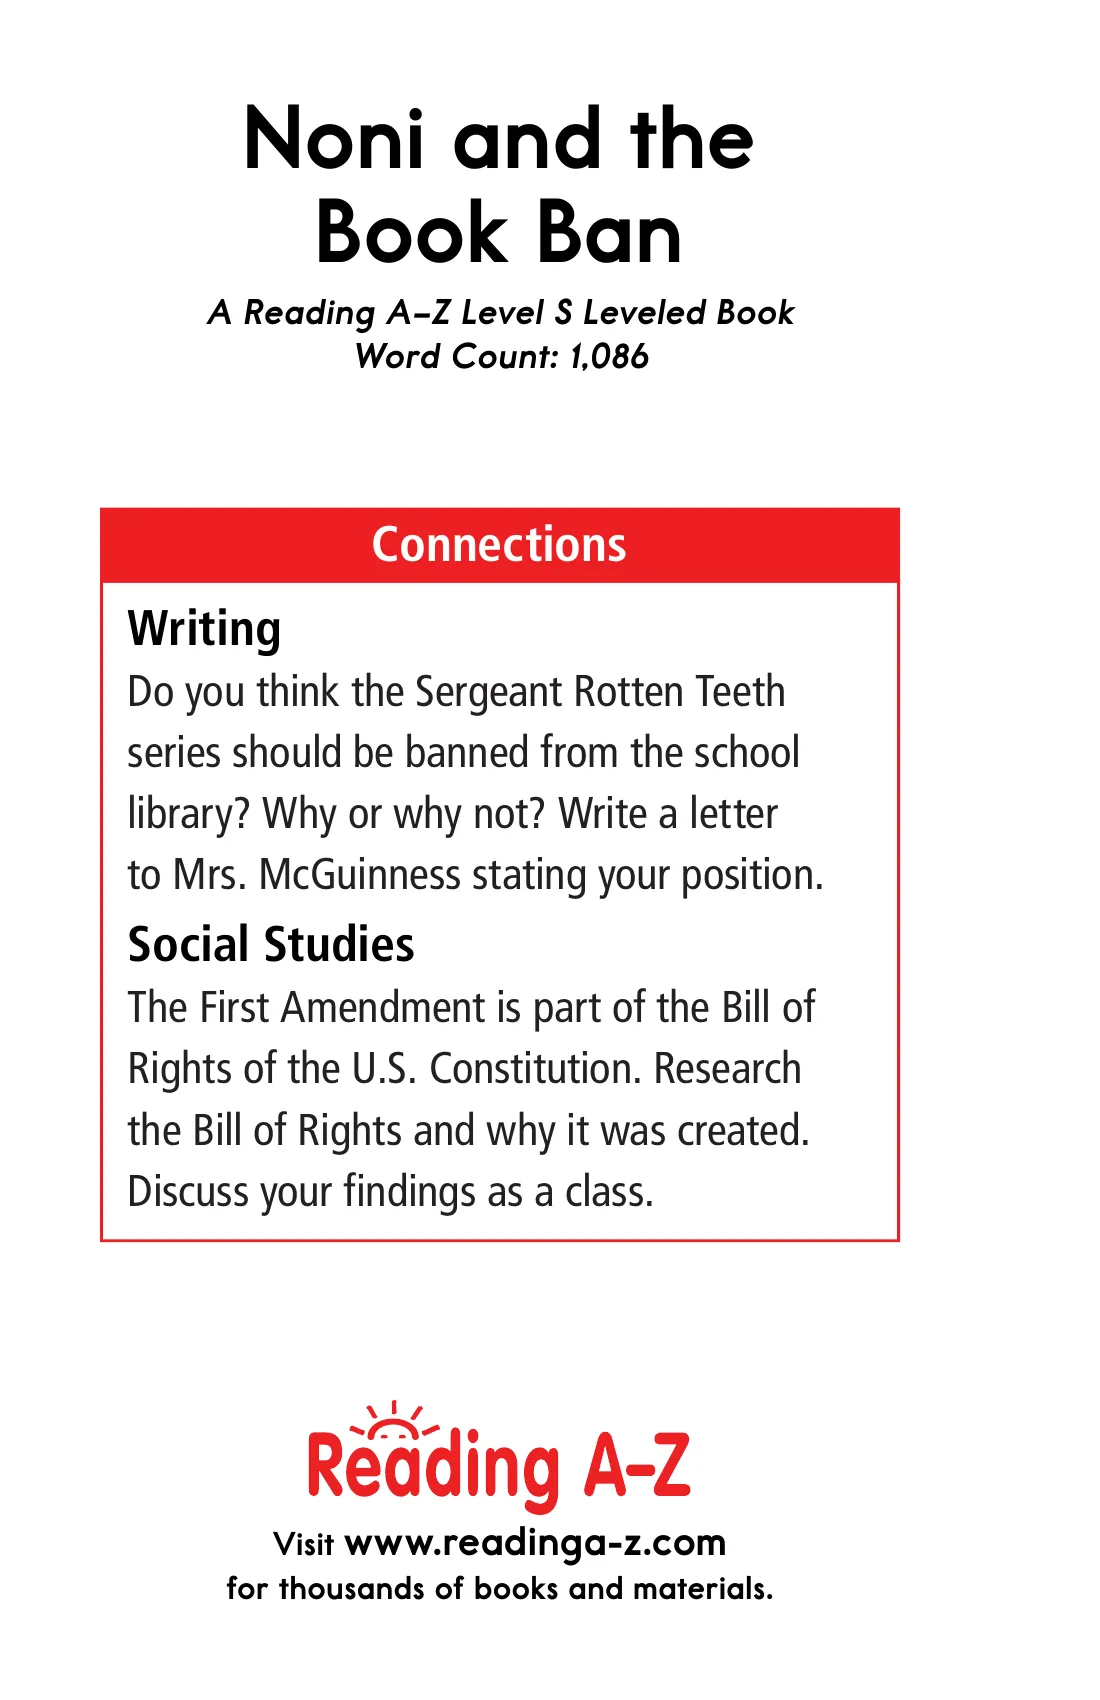 Noni and the
Book Ban
A Reading A–Z Level S Leveled Book
Word Count: 1,086
Connections
Writing
Do you think the Sergeant Rotten Teeth
series should be banned from the school
library? Why or why not? Write a letter
to Mrs. McGuinness stating your position.
Social Studies
The First Amendment is part of the Bill of
Rights of the U.S. Constitution. Research
the Bill of Rights and why it was created.
Discuss your findings as a class.
Reading A–Z
Visit www.readinga-z.com
for thousands of books and materials.